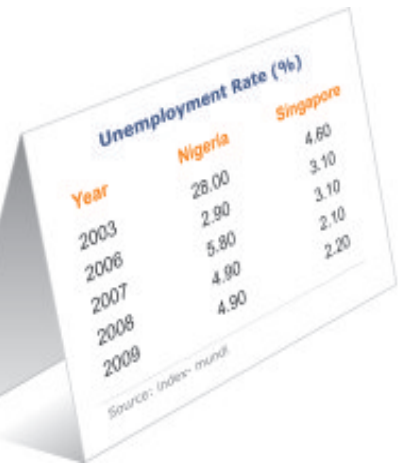 Unemployment Rate (%)
Year Nigeria Singapore
2003 28.00 4.60
2006 2.90 3.10
2007 5.80 3.10
2008 4.90 2.10
2009 4.90 2.20
Source: index- mundi